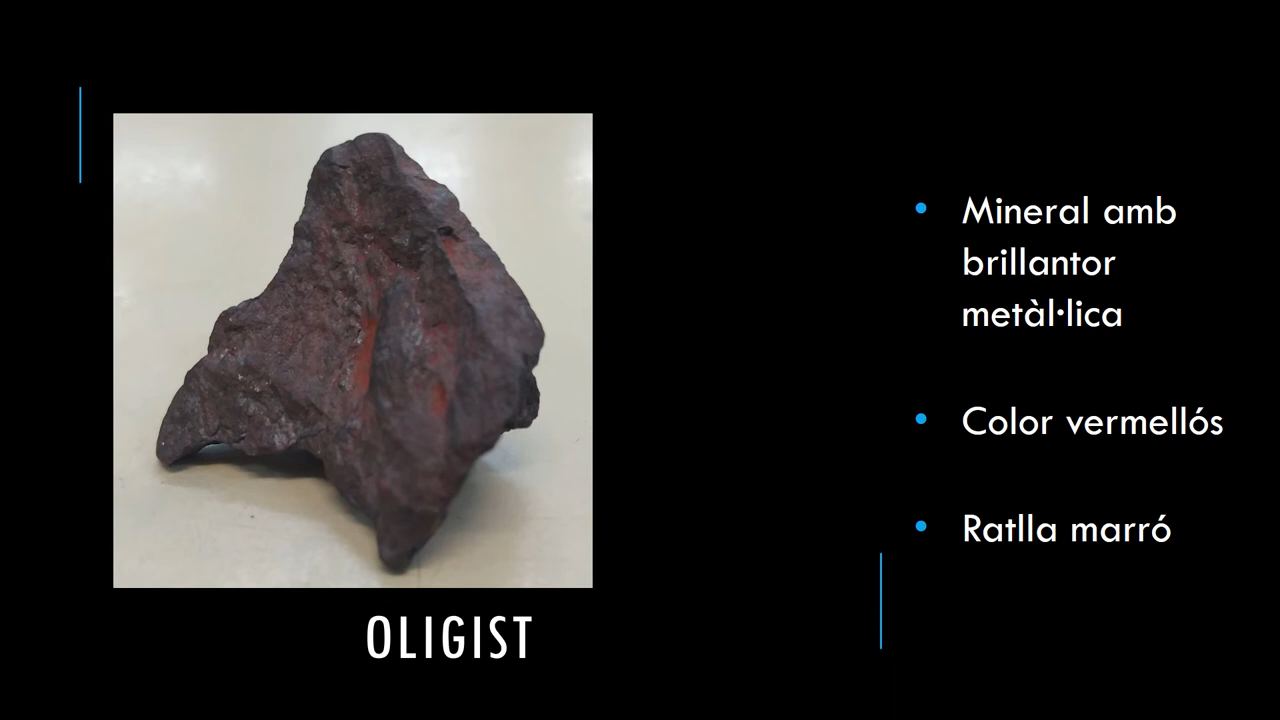 OLIGIST
• Mineral amb
brillantor
metàl·lica
• Color vermellós
• Ratlla marró